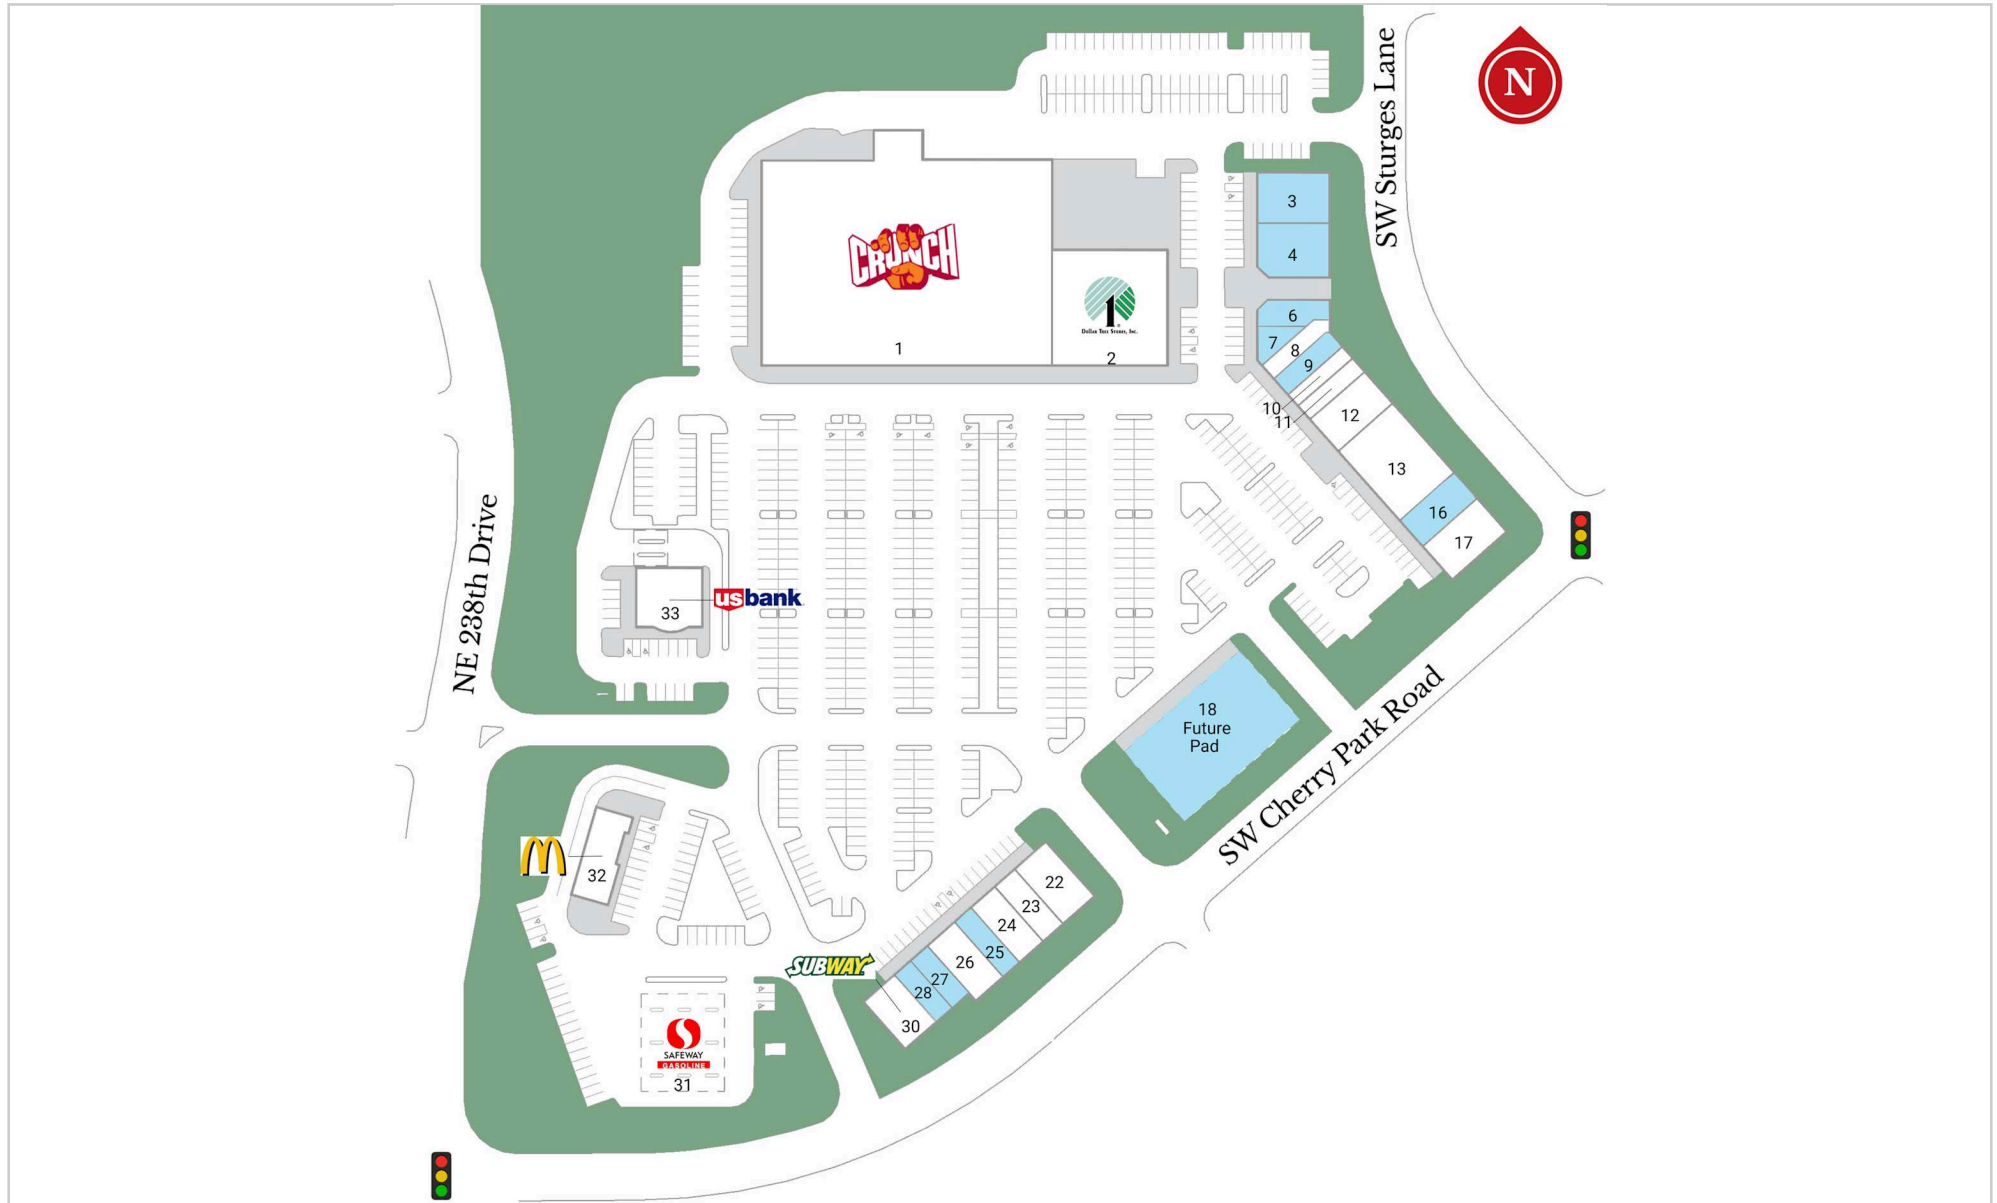 N
SW Sturges Lane
CRUNCH
1
Dollar Tree Stores, Inc.
2
3
4
6
7
8
9
10
11
12
13
16
17
NE 238th Drive
usbank
33
18
Future
Pad
SW Cherry Park Road
32
22
23
24
25
26
27
28
SUBWAY
30
SAFEWAY
GASOLINE
31